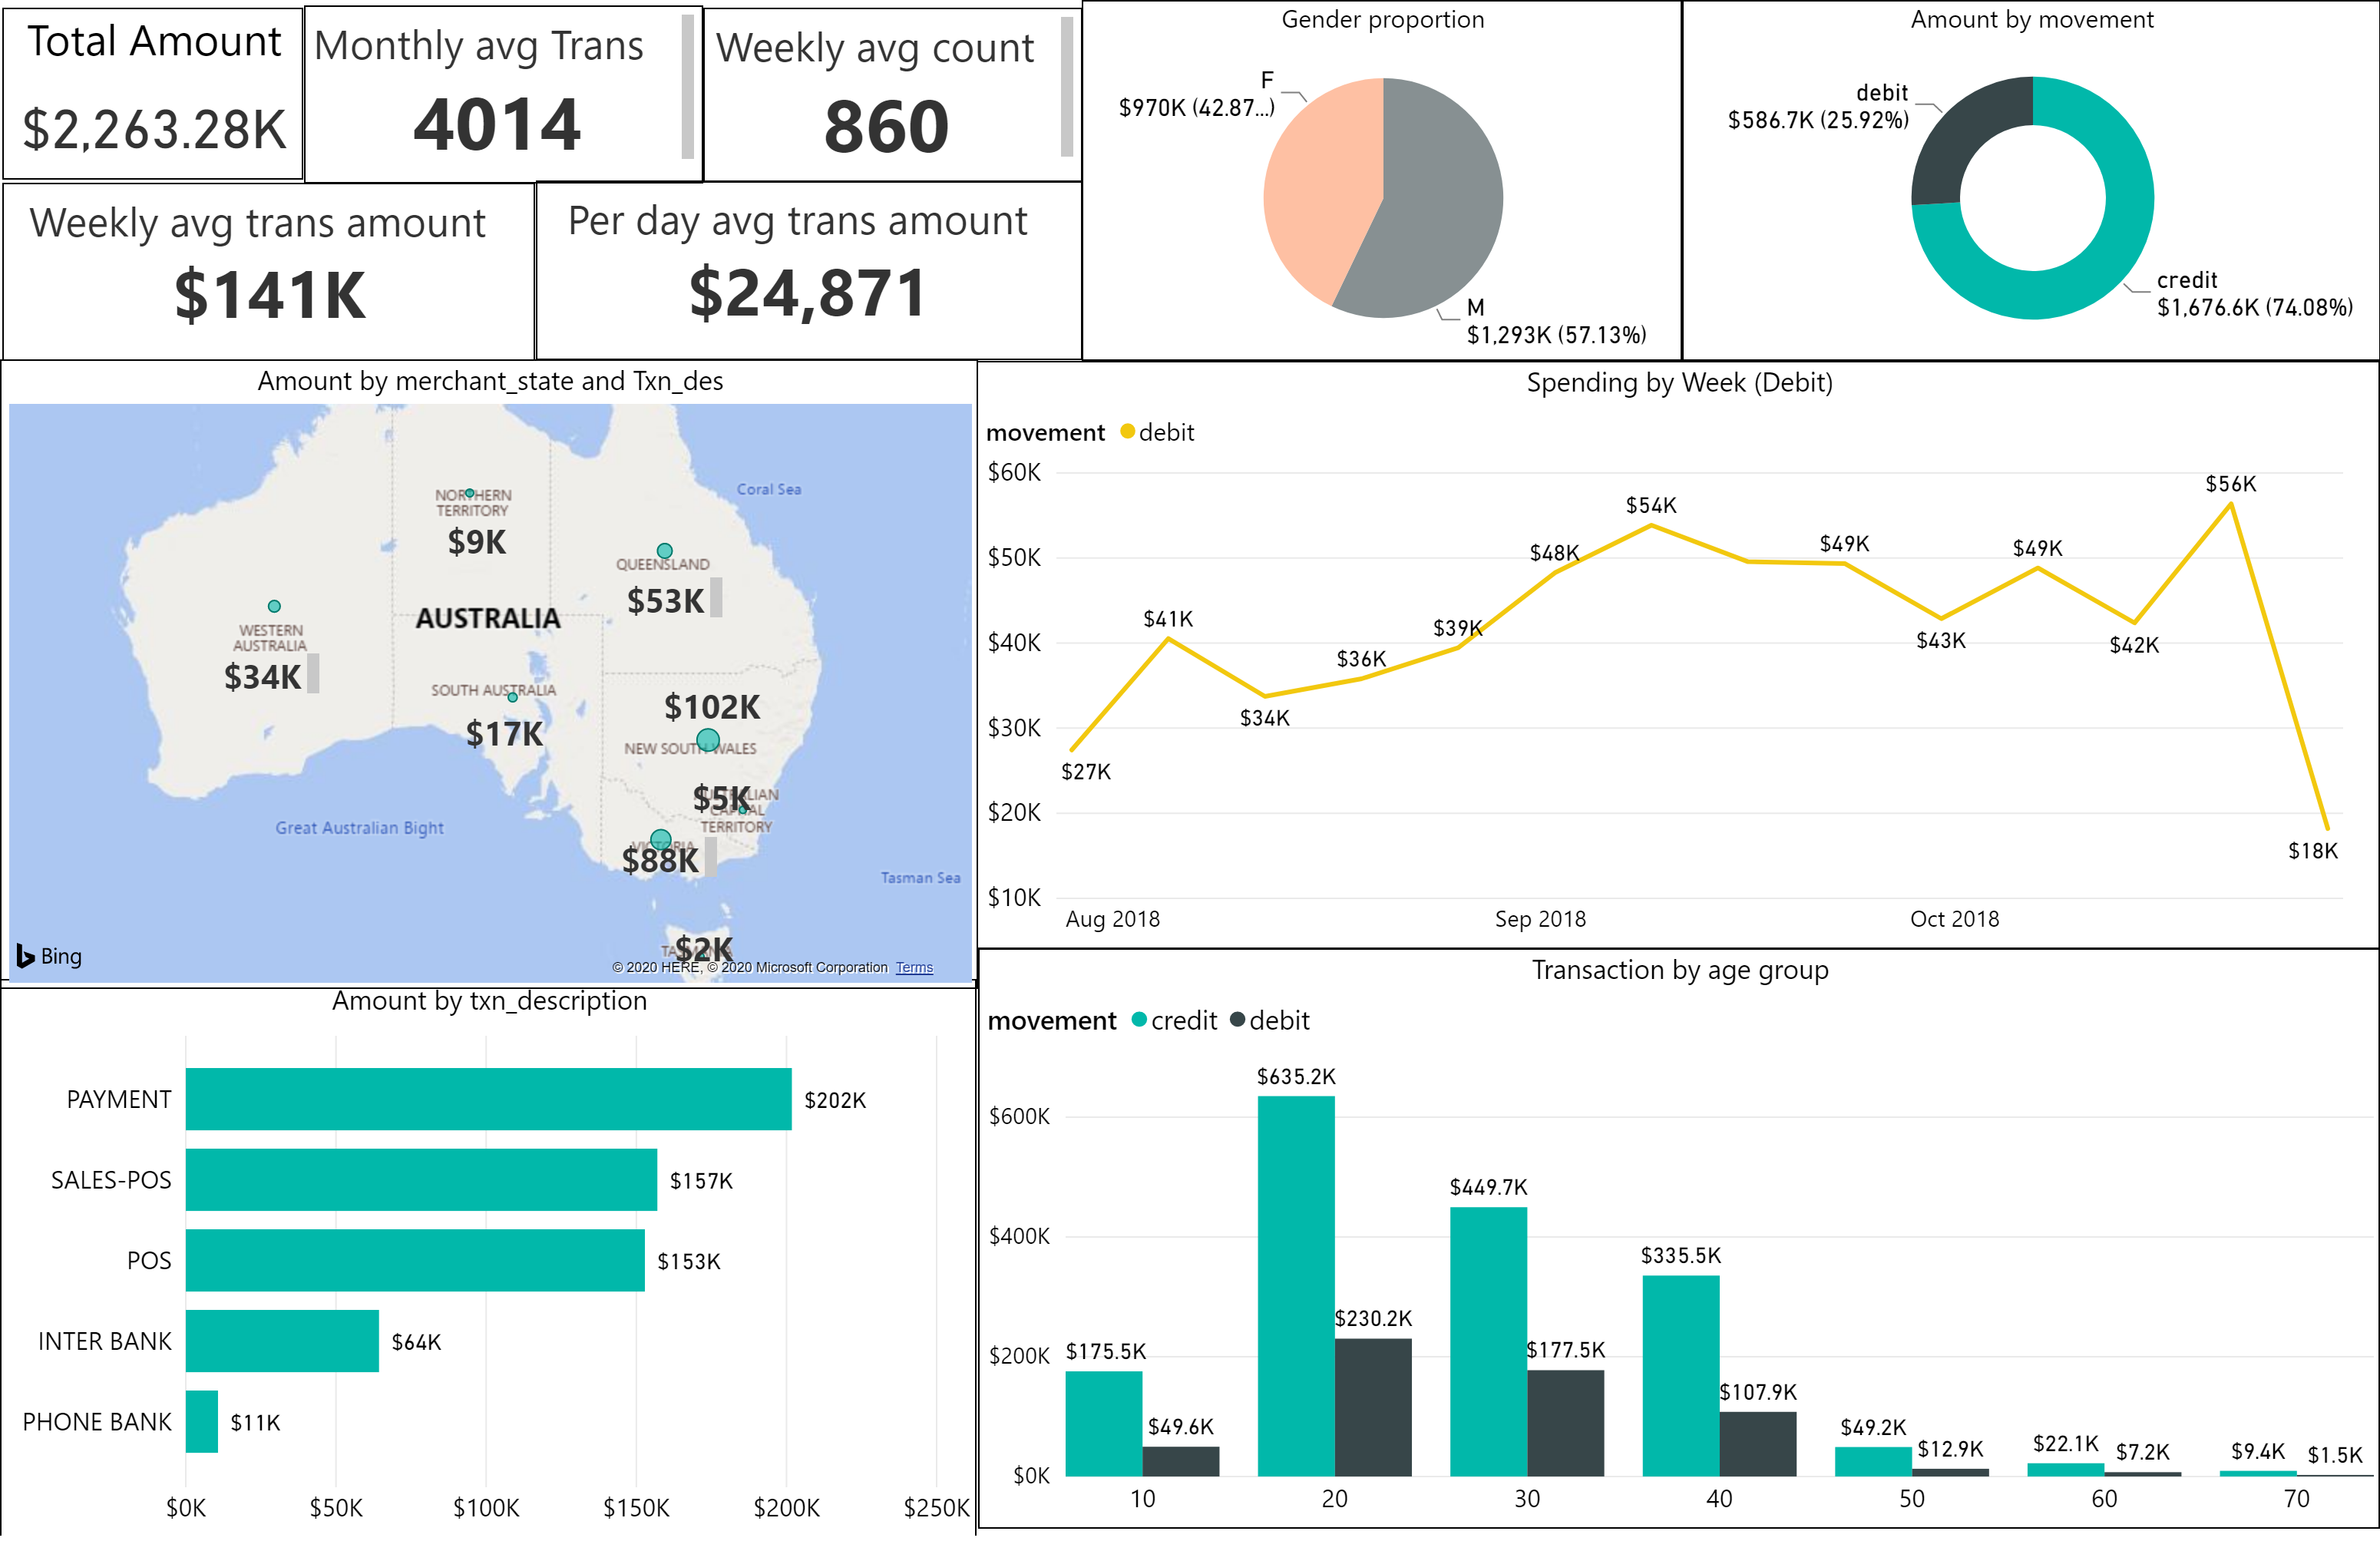 Total Amount
$2,263.28K
Monthly avg Trans
4014
Weekly avg count
860
Weekly avg trans amount
$141K
Per day avg trans amount
$24,871
Gender proportion
F
$970K (42.87...)
M
$1,293K (57.13%)
Amount by movement
debit
$586.7K (25.92%)
credit
$1,676.6K (74.08%)
Amount by merchant_state and Txn_des
Coral Sea
NORTHERN
TERRITORY
$9K
QUEENSLAND
$53K
AUSTRALIA
WESTERN
AUSTRALIA
$34K
SOUTH AUSTRALIA
$17K
$102K
NEW SOUTH WALES
$5K
AUSTRALIAN
CAPITAL
TERRITORY
Great Australian Bight
VICTORIA
$88K
Tasman Sea
$2K
TASMANIA
Bing
© 2020 HERE, © 2020 Microsoft Corporation Terms
Spending by Week (Debit)
movement debit
$60K
$50K
$40K
$30K
$20K
$10K
$27K
$41K
$34K
$36K
$39K
$48K
$54K
$49K
$43K
$49K
$42K
$56K
$18K
Aug 2018
Sep 2018
Oct 2018
Amount by txn_description
PAYMENT
$202K
SALES-POS
$157K
POS
$153K
INTER BANK
$64K
PHONE BANK
$11K
$0K
$50K
$100K
$150K
$200K
$250K
Transaction by age group
movement credit debit
$600K
$400K
$200K
$0K
$175.5K
$49.6K
$635.2K
$230.2K
$449.7K
$177.5K
$335.5K
$107.9K
$49.2K
$12.9K
$22.1K
$7.2K
$9.4K
$1.5K
10
20
30
40
50
60
70